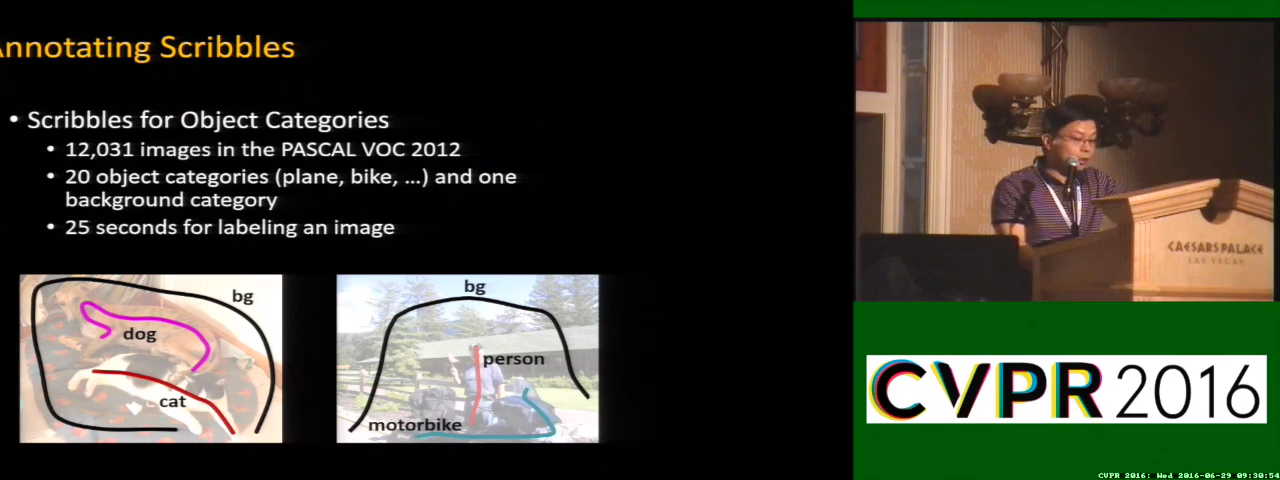 Annotating Scribbles
• Scribbles for Object Categories
• 12,031 images in the PASCAL VOC 2012
• 20 object categories (plane, bike, ...) and one
background category
• 25 seconds for labeling an image
bg
dog
cat
bg
person
motorbike
CAESARS PALACE
LAS VEGAS
CVPR 2016
CVPR 2016: Wed 2016-06-29 09:30:54